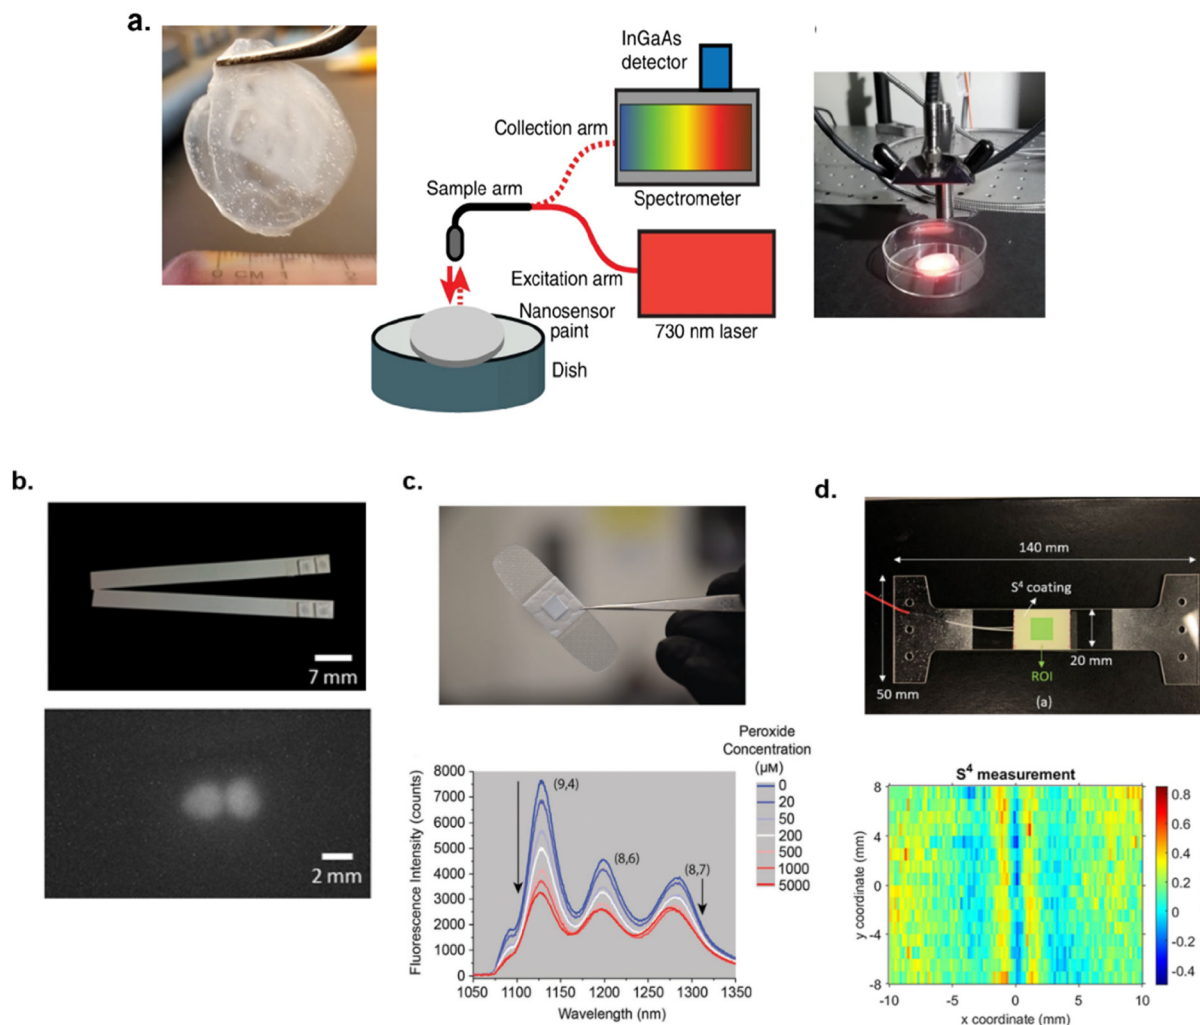 a.
InGaAs
detector
Collection arm
Sample arm
Spectrometer
Excitation arm
Nanosensor
paint
730 nm laser
Dish
0 CM 1 2
b.
7 mm
2 mm
c.
Peroxide
Concentration
(µM)
0
20
50
200
500
1000
5000
Fluorescence Intensity (counts)
8000
7000
6000
5000
4000
3000
2000
1000
0
(9,4)
(8,6)
(8,7)
1050 1100 1150 1200 1250 1300 1350
Wavelength (nm)
d.
140 mm
S⁴ coating
20 mm
50 mm
ROI
(a)
S⁴ measurement
y coordinate (mm)
8
4
0
-4
-8
-10 -5 0 5 10
x coordinate (mm)
0.8
0.6
0.4
0.2
0
-0.2
-0.4